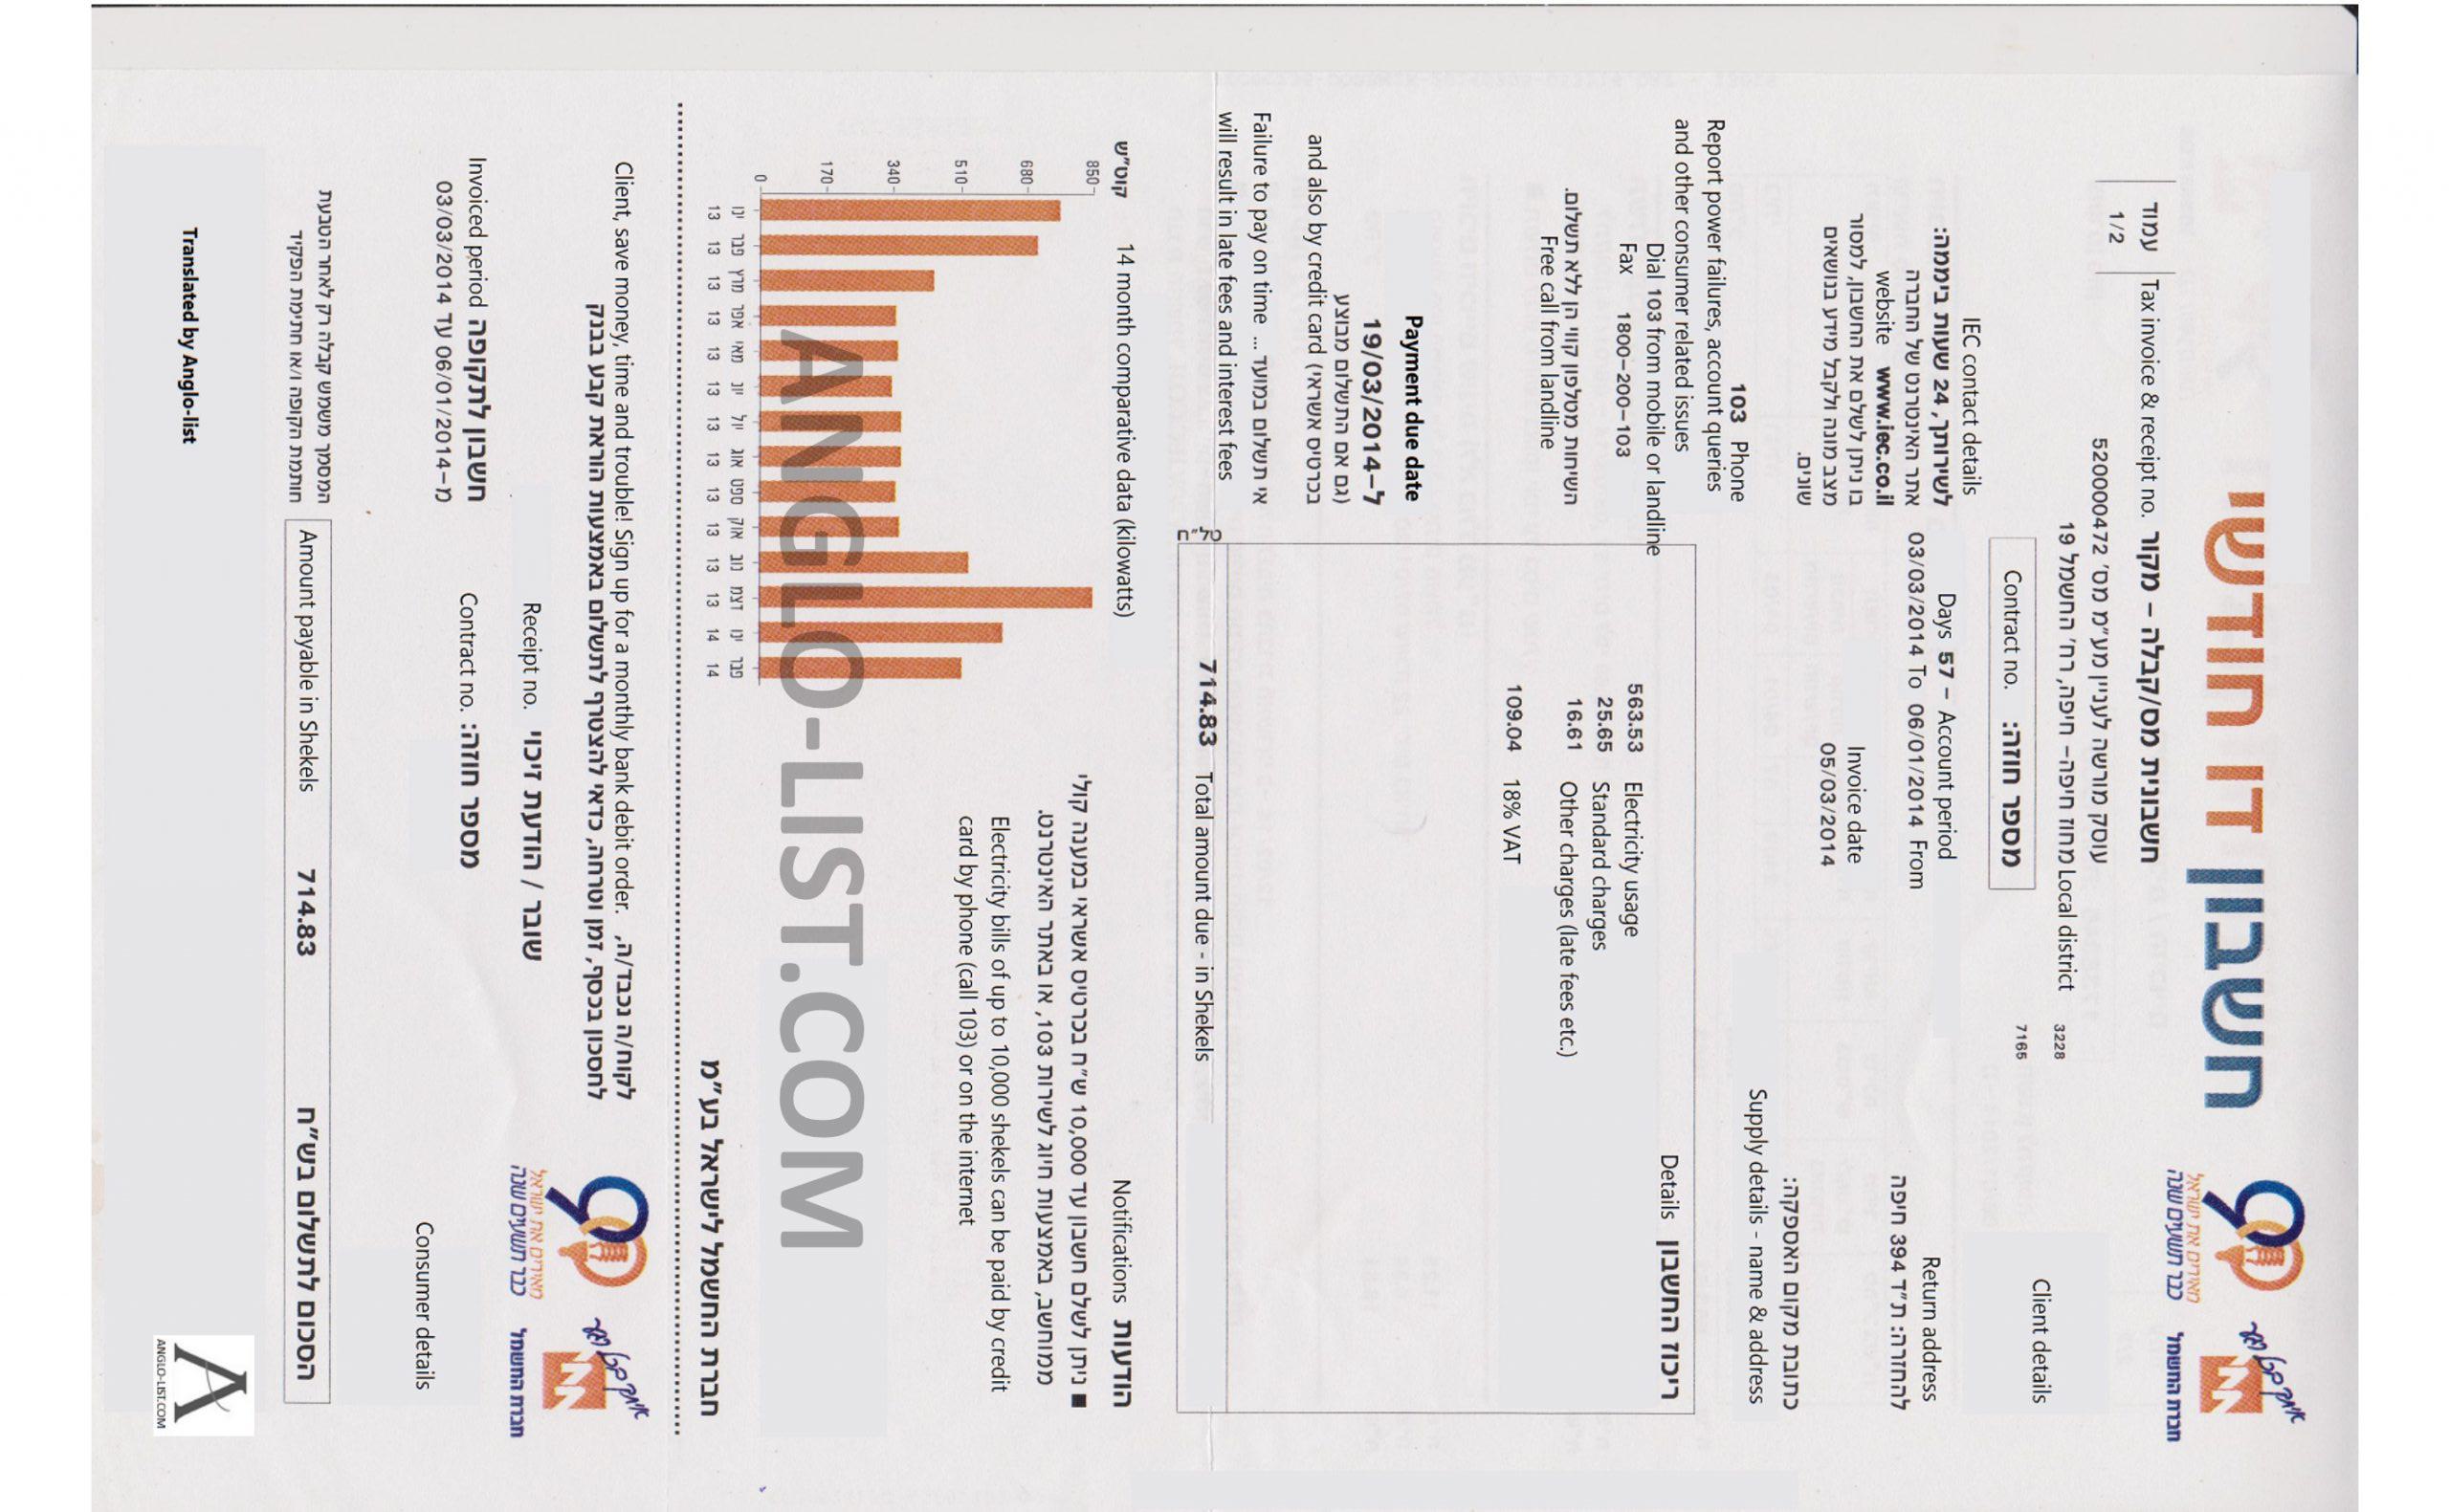 חשבון דו חודשי
מאירים את ישראל
כבר תשעים שנה
חברת החשמל
עמוד
1/2
Tax invoice & receipt no. חשבונית מס/קבלה – מקור
עוסק מורשה לעניין מע"מ מס' 520000472
מחוז חיפה– חיפה, רח' החשמל 19 Local district
3228
7165
Contract no. מספר חוזה:
Client details
IEC contact details
לשירותך, 24 שעות ביממה:
אתר האינטרנט של החברה
website www.iec.co.il
בו ניתן לשלם את החשבון, למסור
מצב מונה ולקבל מידע בנושאים
שונים.
Days 57 – Account period
03/03/2014 To 06/01/2014 From
Invoice date
05/03/2014
Return address
להחזרה: ת"ד 394 חיפה
כתובת מקום האספקה:
Supply details - name & address
103 Phone
Report power failures, account queries
and other consumer related issues
Dial 103 from mobile or landline
Fax 1800–200–103
השיחות מטלפון קווי הן ללא תשלום.
Free call from landline
Details ריכוז החשבון
563.53 Electricity usage
25.65 Standard charges
16.61 Other charges (late fees etc.)
109.04 18% VAT
714.83 Total amount due - in Shekels
Payment due date
ל–19/03/2014
(גם אם התשלום מבוצע
בכרטיס אשראי) and also by credit card
אי תשלום במועד ... Failure to pay on time
will result in late fees and interest fees
קוט"ש 14 month comparative data (kilowatts)
850
680
510
340
170
0
ינו פבר מרץ אפר מאי יונ יול אוג ספט אוק נוב דצמ ינו פבר
13 13 13 13 13 13 13 13 13 13 13 13 14 14
Notifications הודעות
■ ניתן לשלם חשבון עד 10,000 ש"ח בכרטיס אשראי במענה קולי
ממוחשב, באמצעות חיוג לשירות 103, או באתר האינטרנט.
Electricity bills of up to 10,000 shekels can be paid by credit
card by phone (call 103) or on the internet
ANGLO-LIST.COM
חברת החשמל לישראל בע"מ
Client, save money, time and trouble! Sign up for a monthly bank debit order. לקוח/ה נכבד/ה,
לחסכון בכסף, זמן וטרחה, כדאי להצטרף לתשלום באמצעות הוראת קבע בבנק
מאירים את ישראל
כבר תשעים שנה
חברת החשמל
Receipt no. שובר / הודעת זיכוי
Invoiced period חשבון לתקופה
מ–06/01/2014 עד 03/03/2014
Contract no. מספר חוזה:
Consumer details
המסמך משמש קבלה רק לאחר הטבעת
חותמת הקופה ו/או חתימת הפקיד
Amount payable in Shekels 714.83 הסכום לתשלום בש"ח
Translated by Anglo-list
A
ANGLO-LIST.COM